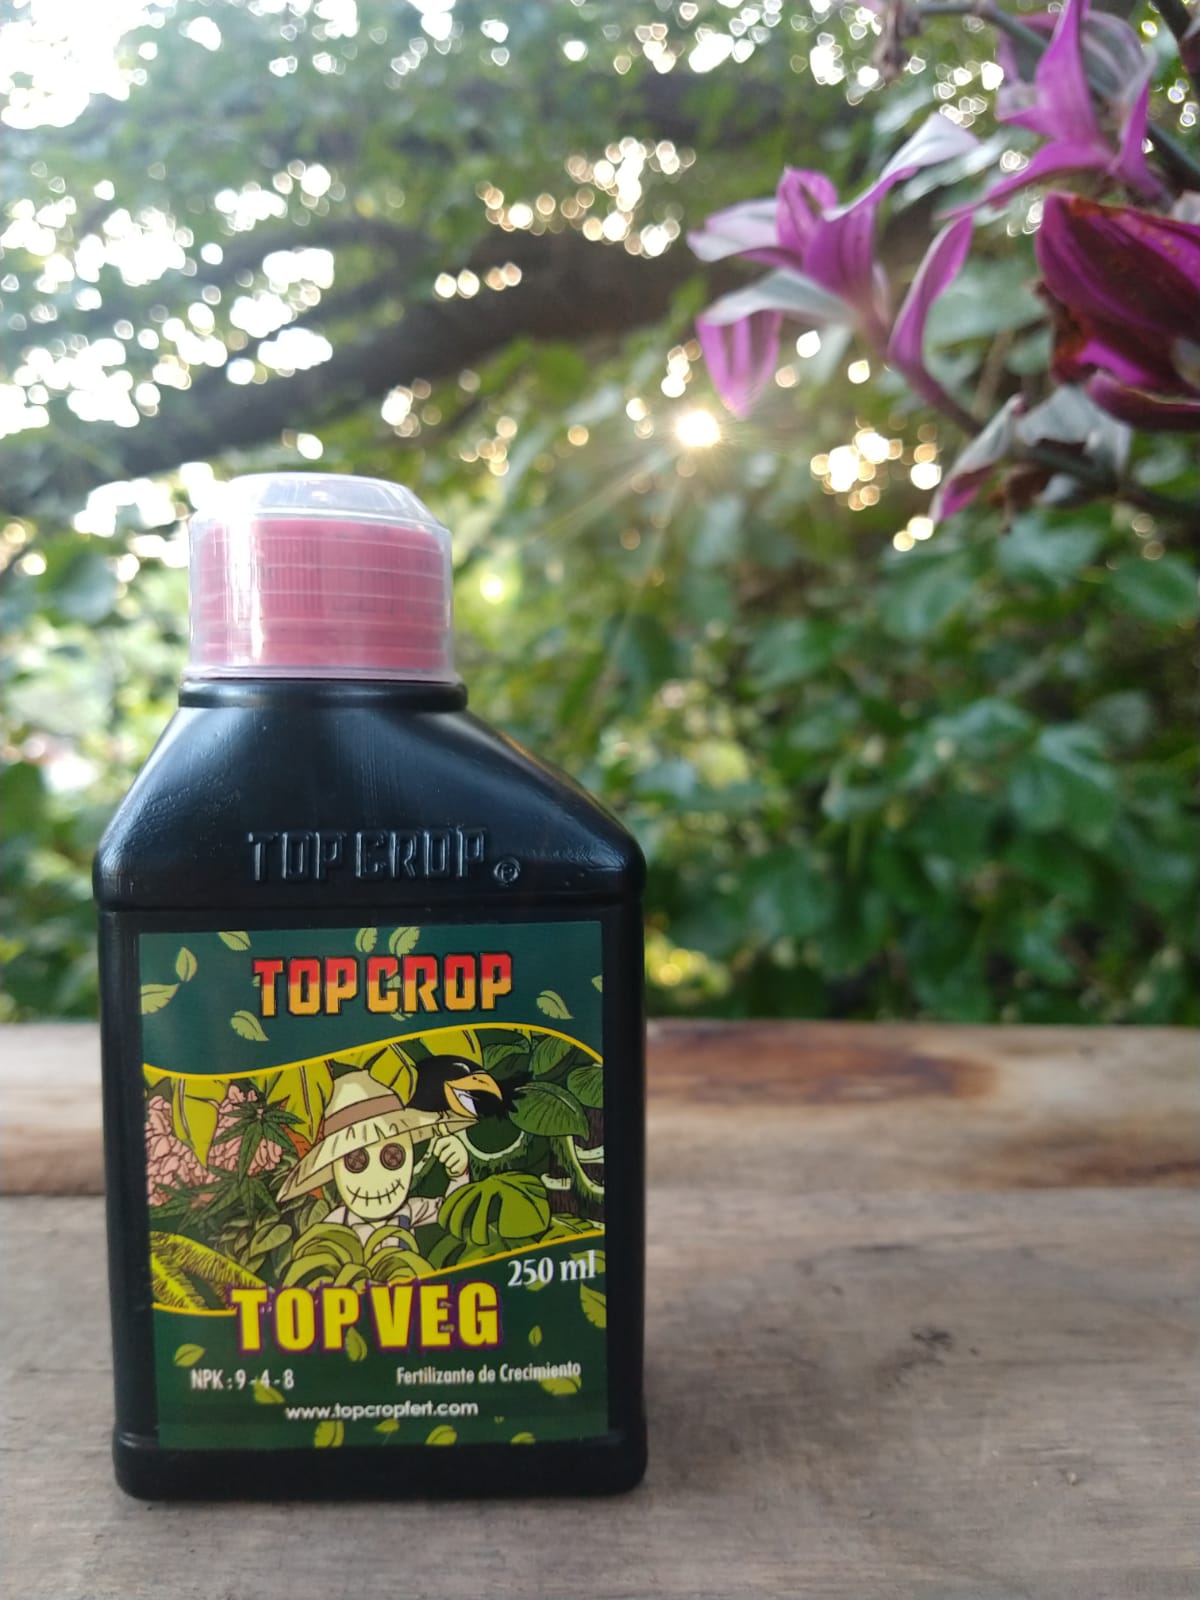 TOP CROP ®
TOP CROP
250 ml
TOP VEG
NPK : 9 - 4 - 8
Fertilizante de Crecimiento
www.topcropfert.com